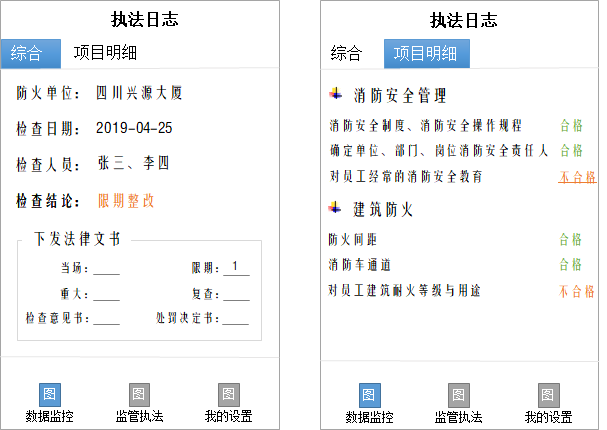 执法日志
综合 项目明细
防火单位: 四川兴源大厦
检查日期: 2019-04-25
检查人员: 张三、李四
检查结论: 限期整改
下发法律文书
当场:____ 限期: 1
重大:____ 复查:____
检查意见书:____ 处罚决定书:____
图 图 图
数据监控 监管执法 我的设置
执法日志
综合 项目明细
消防安全管理
消防安全制度、消防安全操作规程 合格
确定单位、部门、岗位消防安全责任人 合格
对员工经常的消防安全教育 不合格
建筑防火
防火间距 合格
消防车通道 合格
对员工建筑耐火等级与用途 不合格
图 图 图
数据监控 监管执法 我的设置